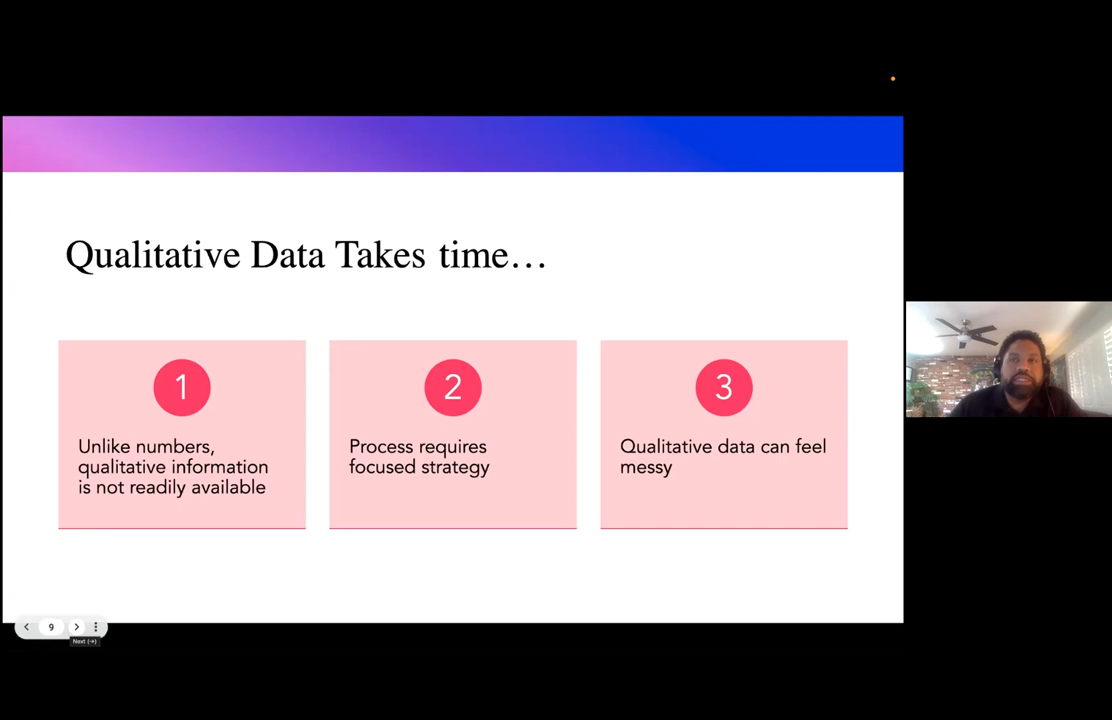 Qualitative Data Takes time…
1
Unlike numbers,
qualitative information
is not readily available
2
Process requires
focused strategy
3
Qualitative data can feel
messy
9
Next (→)